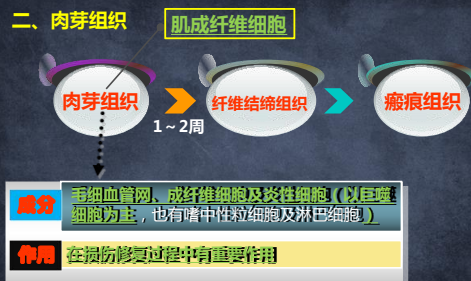 二、肉芽组织
肌成纤维细胞
肉芽组织
纤维结缔组织
瘢痕组织
1~2周
成分
毛细血管网、成纤维细胞及炎性细胞（以巨噬
细胞为主，也有嗜中性粒细胞及淋巴细胞）
作用
在损伤修复过程中有重要作用